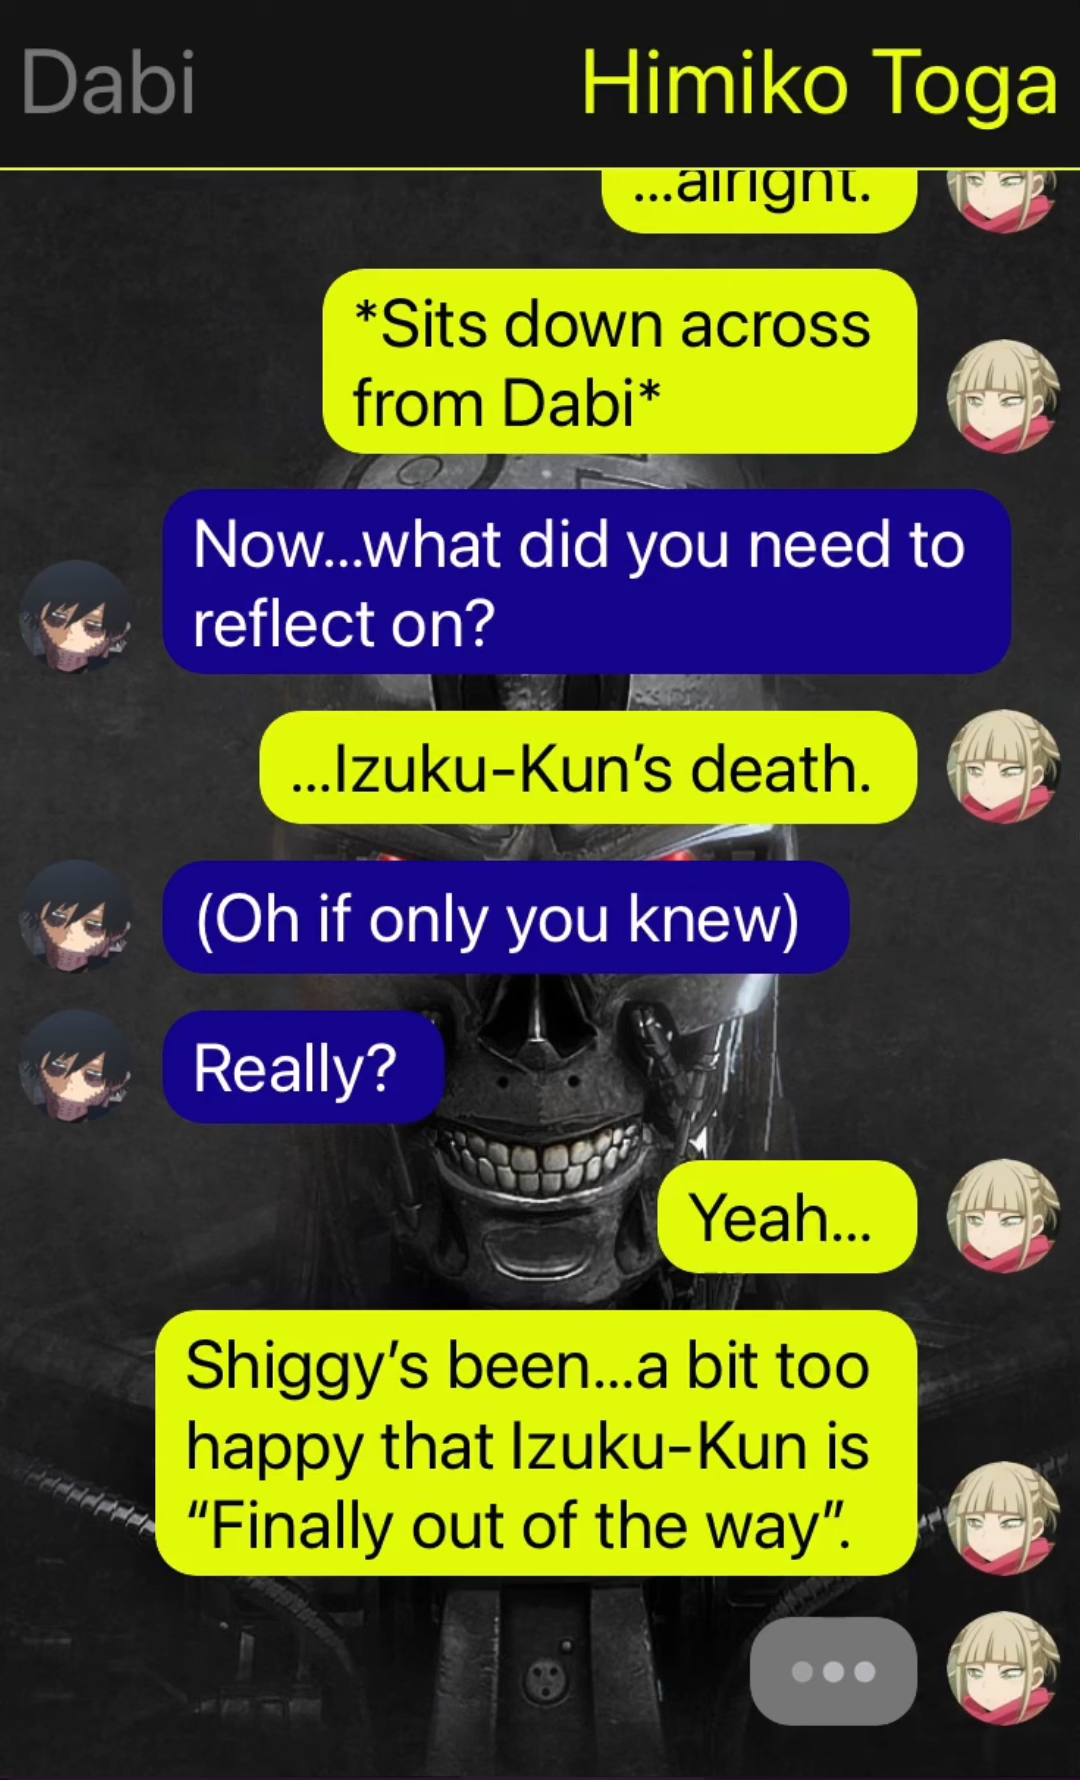 Dabi
Himiko Toga
...alright.
*Sits down across
from Dabi*
Now...what did you need to
reflect on?
...Izuku-Kun’s death.
(Oh if only you knew)
Really?
Yeah...
Shiggy’s been...a bit too
happy that Izuku-Kun is
“Finally out of the way”.